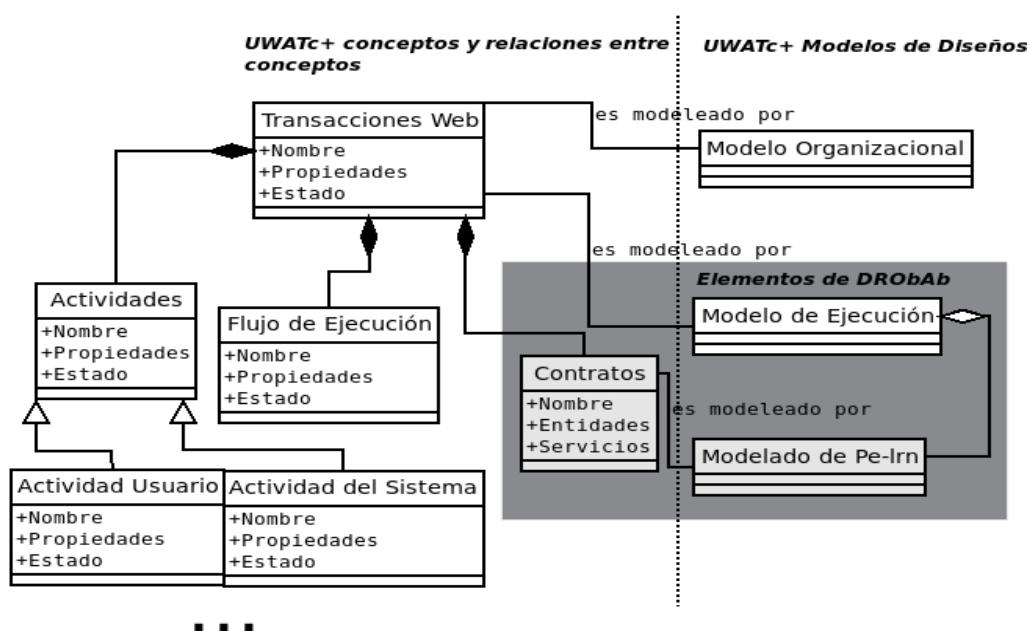 UWATc+ conceptos y relaciones entre
conceptos
UWATc+ Modelos de Diseños
Transacciones Web
+Nombre
+Propiedades
+Estado
es modeleado por
Modelo Organizacional
es modeleado por
Elementos de DRObAb
Modelo de Ejecución
Actividades
+Nombre
+Propiedades
+Estado
Flujo de Ejecución
+Nombre
+Propiedades
+Estado
Contratos
+Nombre
+Entidades
+Servicios
es modeleado por
Modelado de Pe-lrn
Actividad Usuario
+Nombre
+Propiedades
+Estado
Actividad del Sistema
+Nombre
+Propiedades
+Estado
...